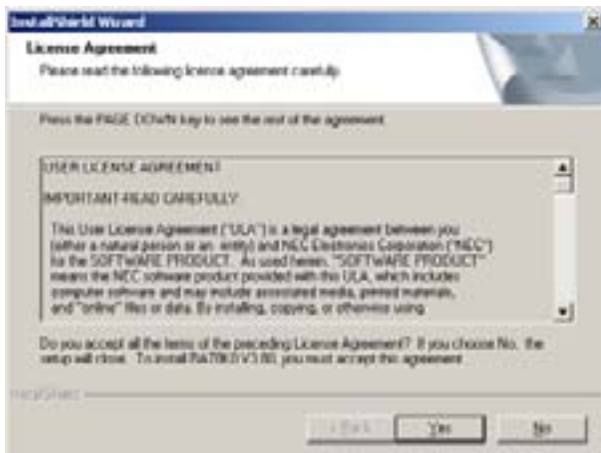 InstallShield Wizard
License Agreement
Please read the following license agreement carefully.
Press the PAGE DOWN key to see the rest of the agreement.
USER LICENSE AGREEMENT
IMPORTANT-READ CAREFULLY:
This User License Agreement ("ULA") is a legal agreement between you
(either a natural person or an entity) and NEC Electronics Corporation ("NEC")
for the SOFTWARE PRODUCT. As used herein, "SOFTWARE PRODUCT"
means the NEC software product provided with this ULA, which includes
computer software and may include associated media, printed materials,
and "online" files or data. By installing, copying, or otherwise using
Do you accept all the terms of the preceding License Agreement? If you choose No, the
setup will close. To install RA78K0 V3.80, you must accept this agreement.
InstallShield
< Back
Yes
No